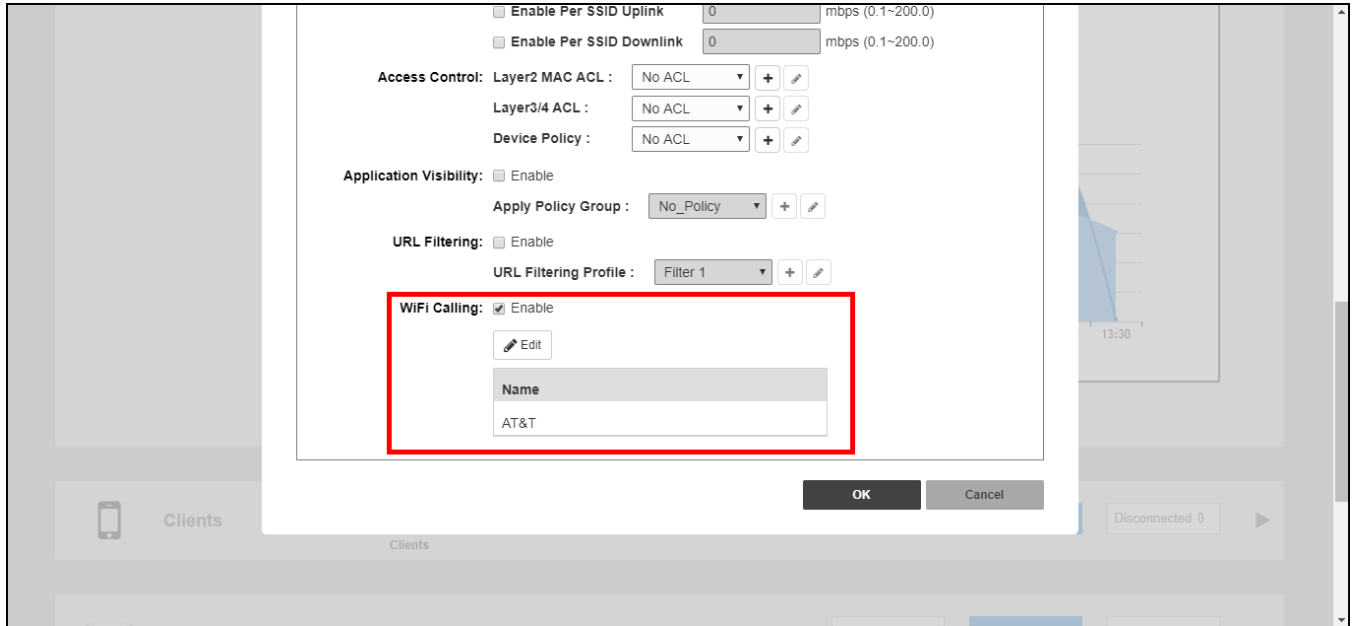 Enable Per SSID Uplink 0 mbps (0.1~200.0)
Enable Per SSID Downlink 0 mbps (0.1~200.0)
Access Control: Layer2 MAC ACL : No ACL
Layer3/4 ACL : No ACL
Device Policy : No ACL
Application Visibility: Enable
Apply Policy Group : No_Policy
URL Filtering: Enable
URL Filtering Profile : Filter 1
WiFi Calling: Enable
13:30
Edit
Name
AT&T
OK Cancel
Clients Disconnected 0
Clients